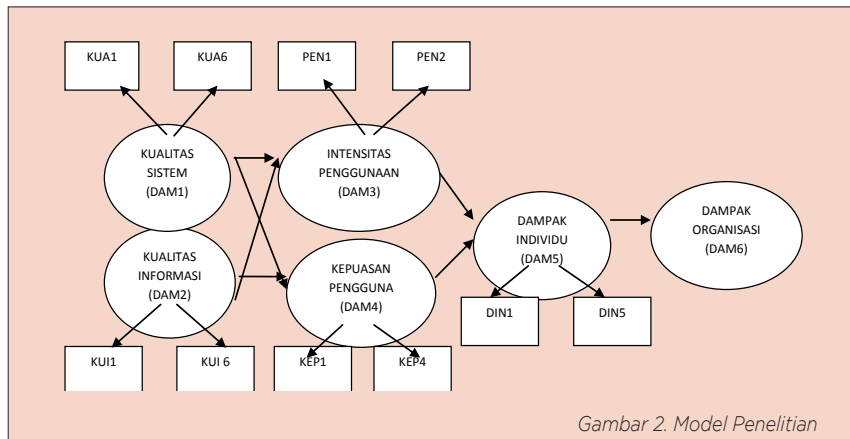 KUA1
KUA6
PEN1
PEN2
KUALITAS
SISTEM
(DAM1)
INTENSITAS
PENGGUNAAN
(DAM3)
DAMPAK
INDIVIDU
(DAM5)
DAMPAK
ORGANISASI
(DAM6)
KUALITAS
INFORMASI
(DAM2)
KEPUASAN
PENGGUNA
(DAM4)
DIN1
DIN5
KUI1
KUI 6
KEP1
KEP4
Gambar 2. Model Penelitian